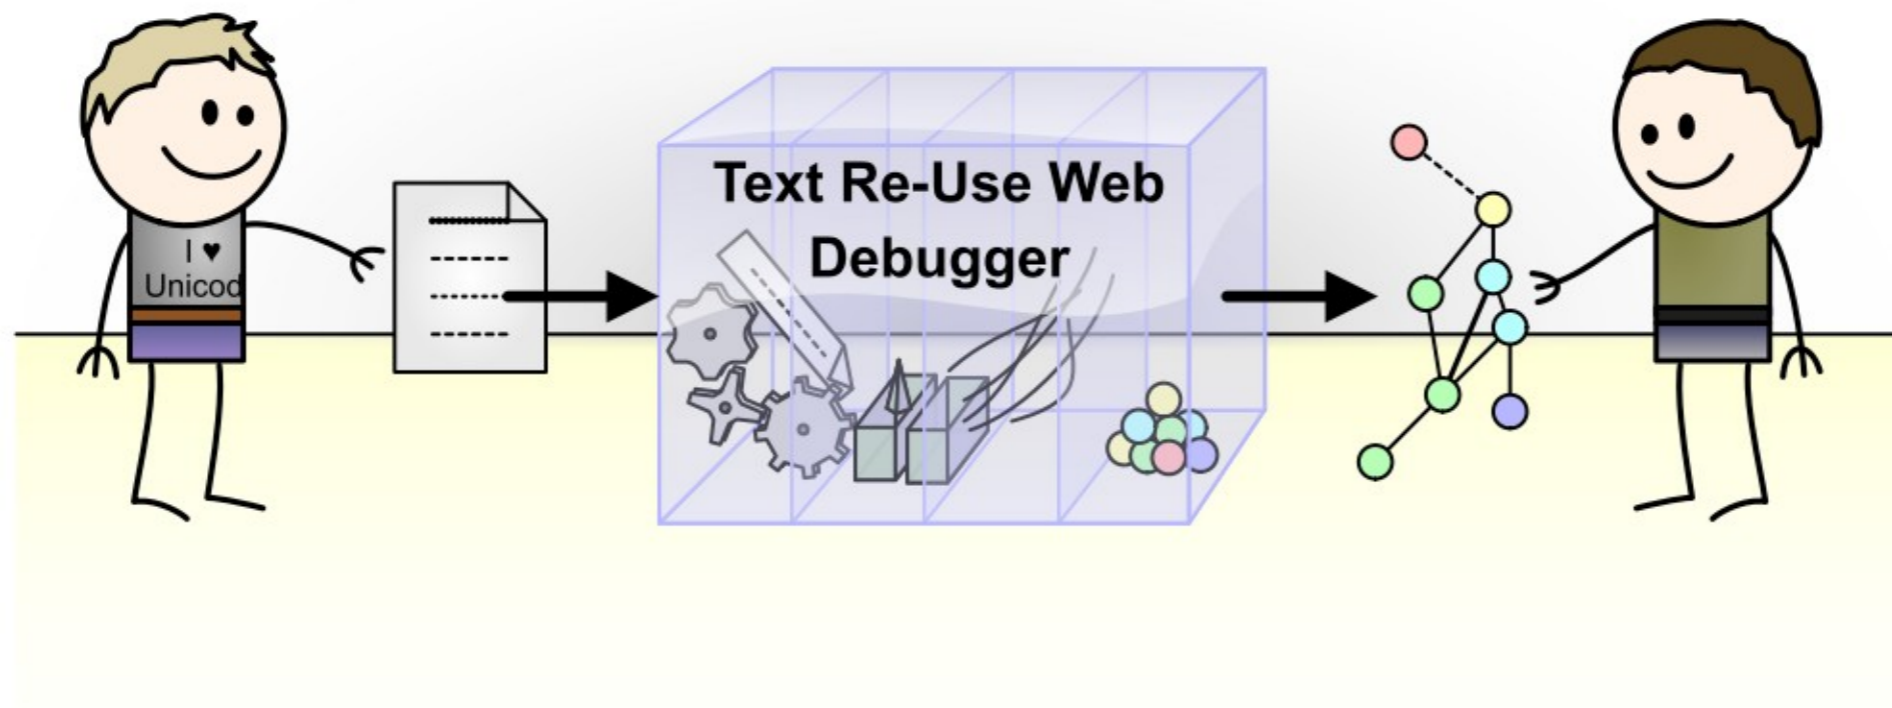 I ♥
Unicod
Text Re-Use Web
Debugger